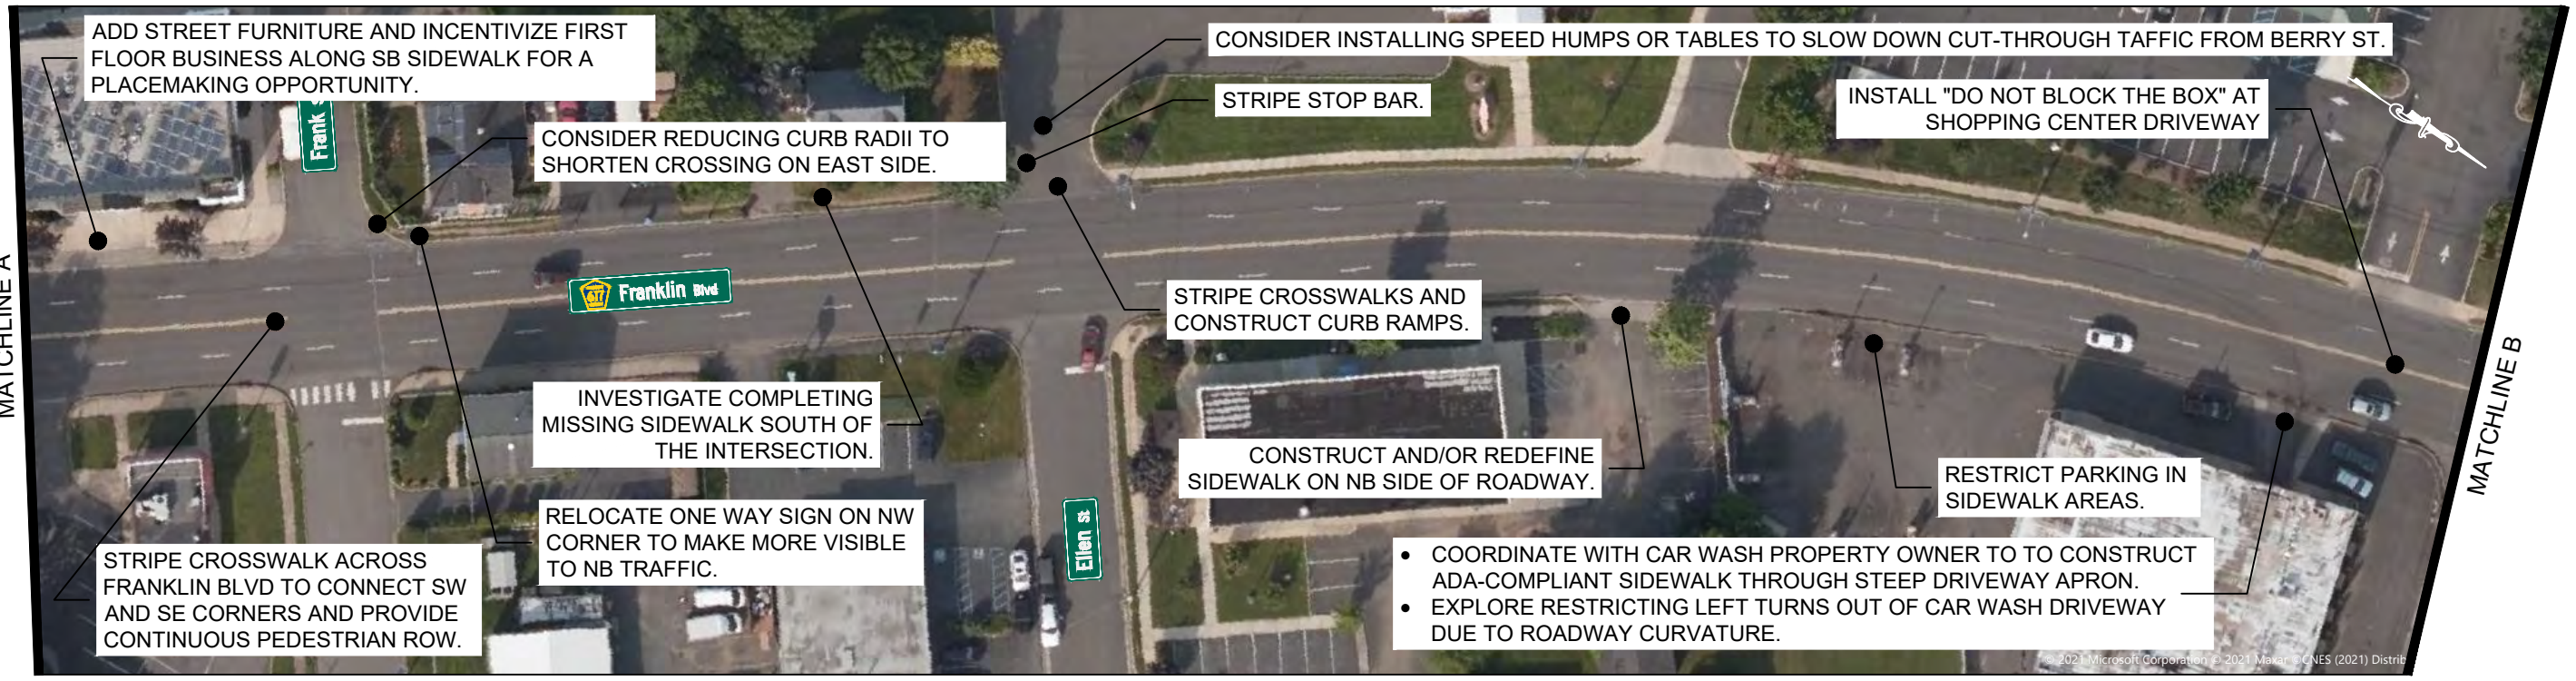 ADD STREET FURNITURE AND INCENTIVIZE FIRST
FLOOR BUSINESS ALONG SB SIDEWALK FOR A
PLACEMAKING OPPORTUNITY.
CONSIDER INSTALLING SPEED HUMPS OR TABLES TO SLOW DOWN CUT-THROUGH TAFFIC FROM BERRY ST.
STRIPE STOP BAR.
INSTALL "DO NOT BLOCK THE BOX" AT
SHOPPING CENTER DRIVEWAY
Frank
CONSIDER REDUCING CURB RADII TO
SHORTEN CROSSING ON EAST SIDE.
MATCHLINE A
617 Franklin Blvd
STRIPE CROSSWALKS AND
CONSTRUCT CURB RAMPS.
MATCHLINE B
INVESTIGATE COMPLETING
MISSING SIDEWALK SOUTH OF
THE INTERSECTION.
CONSTRUCT AND/OR REDEFINE
SIDEWALK ON NB SIDE OF ROADWAY.
RESTRICT PARKING IN
SIDEWALK AREAS.
RELOCATE ONE WAY SIGN ON NW
CORNER TO MAKE MORE VISIBLE
TO NB TRAFFIC.
Ellen St
STRIPE CROSSWALK ACROSS
FRANKLIN BLVD TO CONNECT SW
AND SE CORNERS AND PROVIDE
CONTINUOUS PEDESTRIAN ROW.
• COORDINATE WITH CAR WASH PROPERTY OWNER TO TO CONSTRUCT
ADA-COMPLIANT SIDEWALK THROUGH STEEP DRIVEWAY APRON.
• EXPLORE RESTRICTING LEFT TURNS OUT OF CAR WASH DRIVEWAY
DUE TO ROADWAY CURVATURE.
© 2021 Microsoft Corporation © 2021 Maxar ©CNES (2021) Distrib